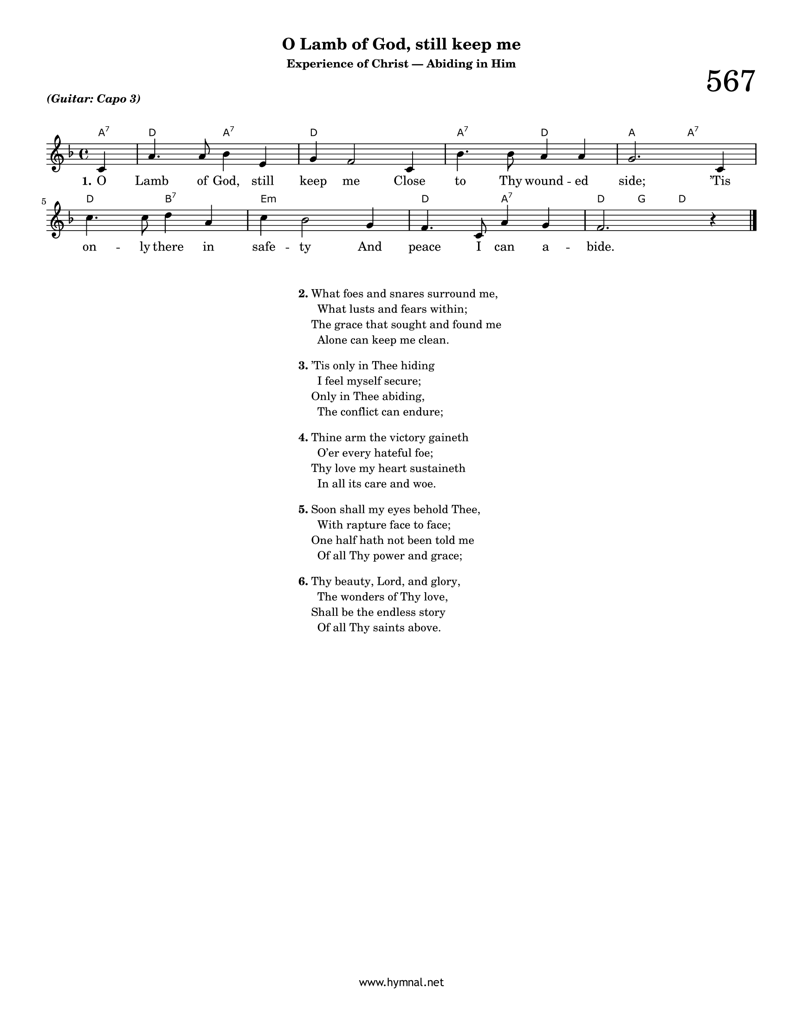 O Lamb of God, still keep me
Experience of Christ — Abiding in Him
567
(Guitar: Capo 3)
A7 D A7 D A7 D A A7
1. O Lamb of God, still keep me Close to Thy wound - ed side; ’Tis
5 D B7 Em D A7 D G D
on - ly there in safe - ty And peace I can a - bide.
2. What foes and snares surround me,
What lusts and fears within;
The grace that sought and found me
Alone can keep me clean.
3. ’Tis only in Thee hiding
I feel myself secure;
Only in Thee abiding,
The conflict can endure;
4. Thine arm the victory gaineth
O’er every hateful foe;
Thy love my heart sustaineth
In all its care and woe.
5. Soon shall my eyes behold Thee,
With rapture face to face;
One half hath not been told me
Of all Thy power and grace;
6. Thy beauty, Lord, and glory,
The wonders of Thy love,
Shall be the endless story
Of all Thy saints above.
www.hymnal.net